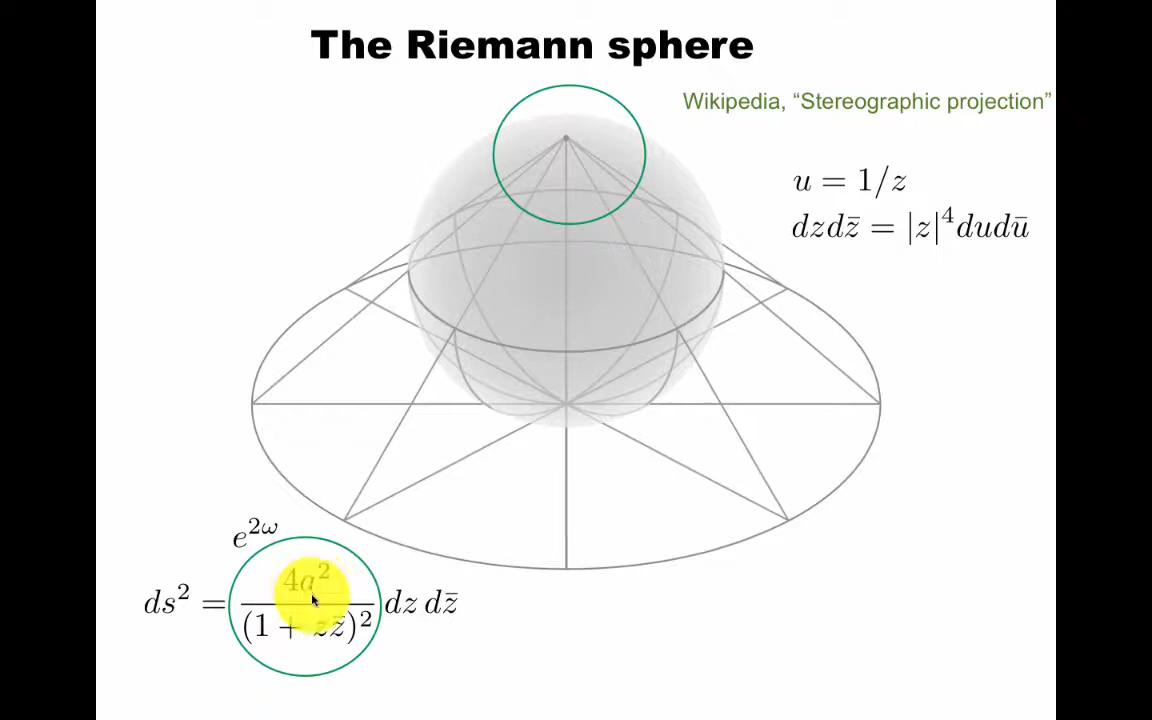 The Riemann sphere
Wikipedia, “Stereographic projection”
u = 1/z
dzdz̄ = |z|⁴dudū
e^{2ω}
ds² = 4a²/(1 + zz̄)² dz dz̄